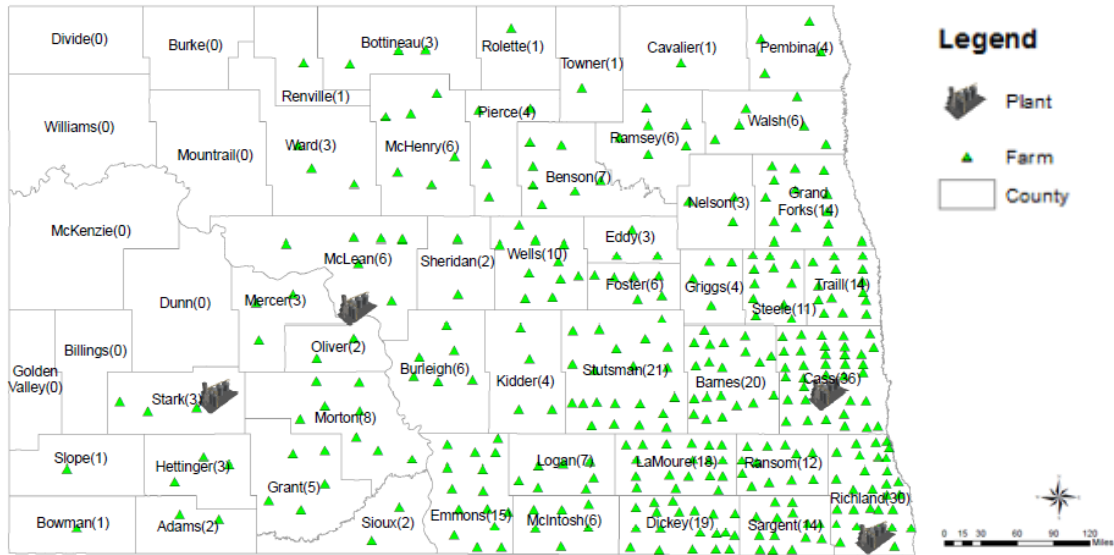 Divide(0)
Burke(0)
Renville(1)
Bottineau(3)
Rolette(1)
Towner(1)
Cavalier(1)
Pembina(4)
Williams(0)
Mountrail(0)
Ward(3)
McHenry(6)
Pierce(4)
Benson(7)
Ramsey(6)
Walsh(6)
McKenzie(0)
Nelson(3)
Grand
Forks(14)
McLean(6)
Sheridan(2)
Wells(10)
Eddy(3)
Foster(6)
Griggs(4)
Steele(11)
Traill(14)
Dunn(0)
Mercer(3)
Oliver(2)
Billings(0)
Golden
Valley(0)
Stark(3)
Morton(8)
Burleigh(6)
Kidder(4)
Stutsman(21)
Barnes(20)
Cass(36)
Slope(1)
Hettinger(3)
Grant(5)
Logan(7)
LaMoure(18)
Ransom(12)
Richland(30)
Bowman(1)
Adams(2)
Sioux(2)
Emmons(15)
McIntosh(6)
Dickey(19)
Sargent(14)
Legend
Plant
Farm
County
0 15 30 60 90 120
Miles